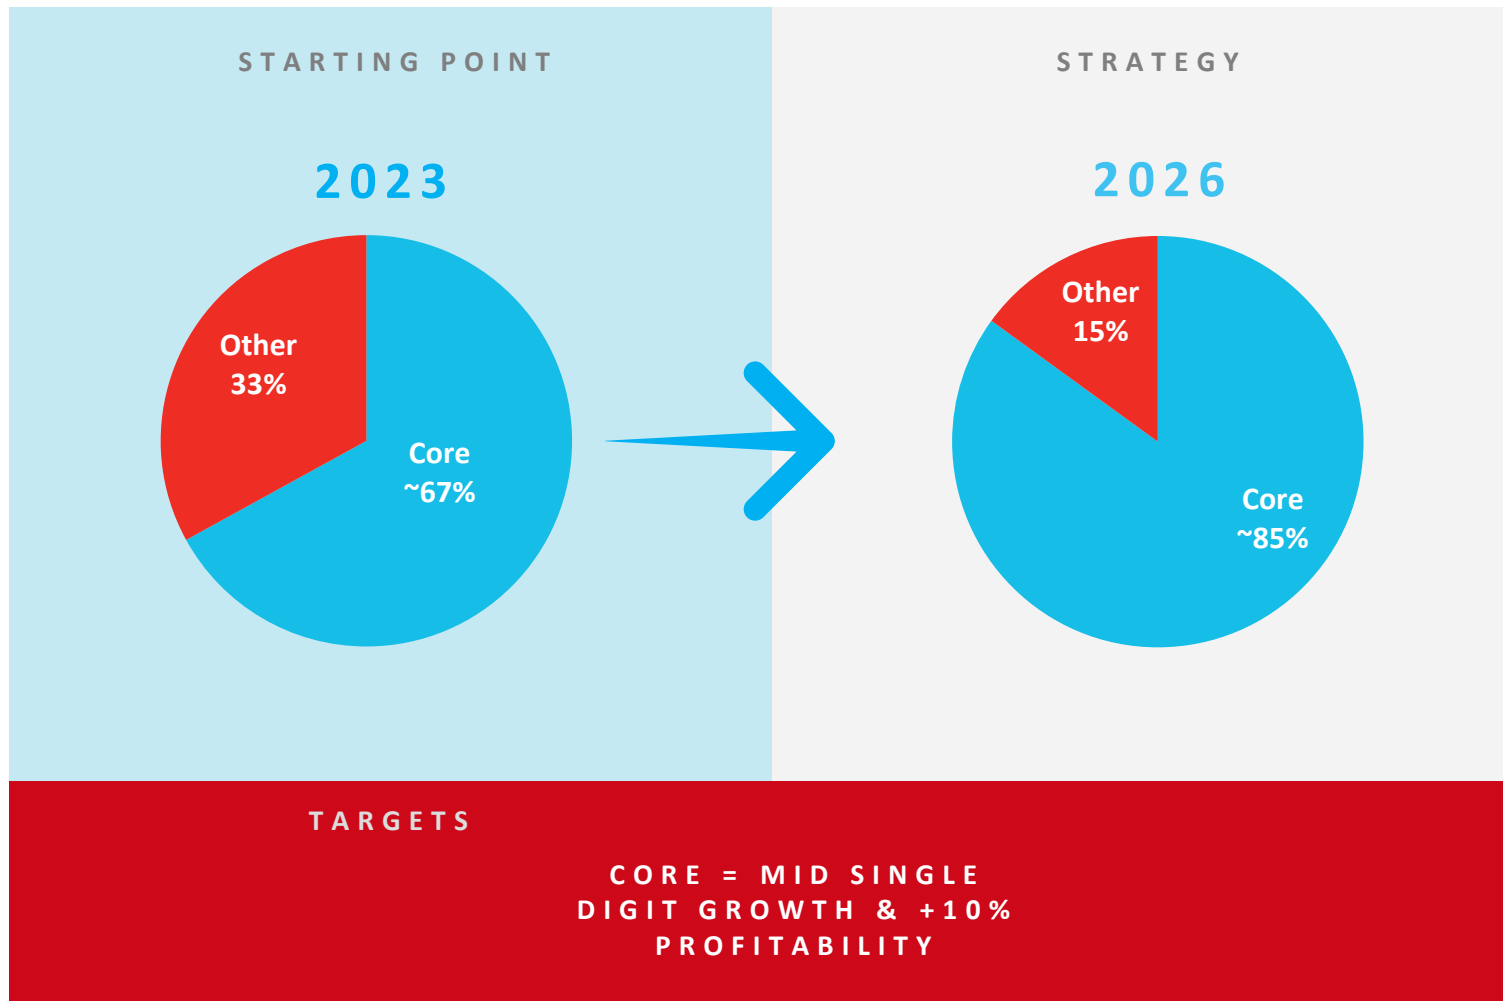 STARTING POINT
2023
Other
33%
Core
~67%
STRATEGY
2026
Other
15%
Core
~85%
TARGETS
CORE = MID SINGLE
DIGIT GROWTH & +10%
PROFITABILITY